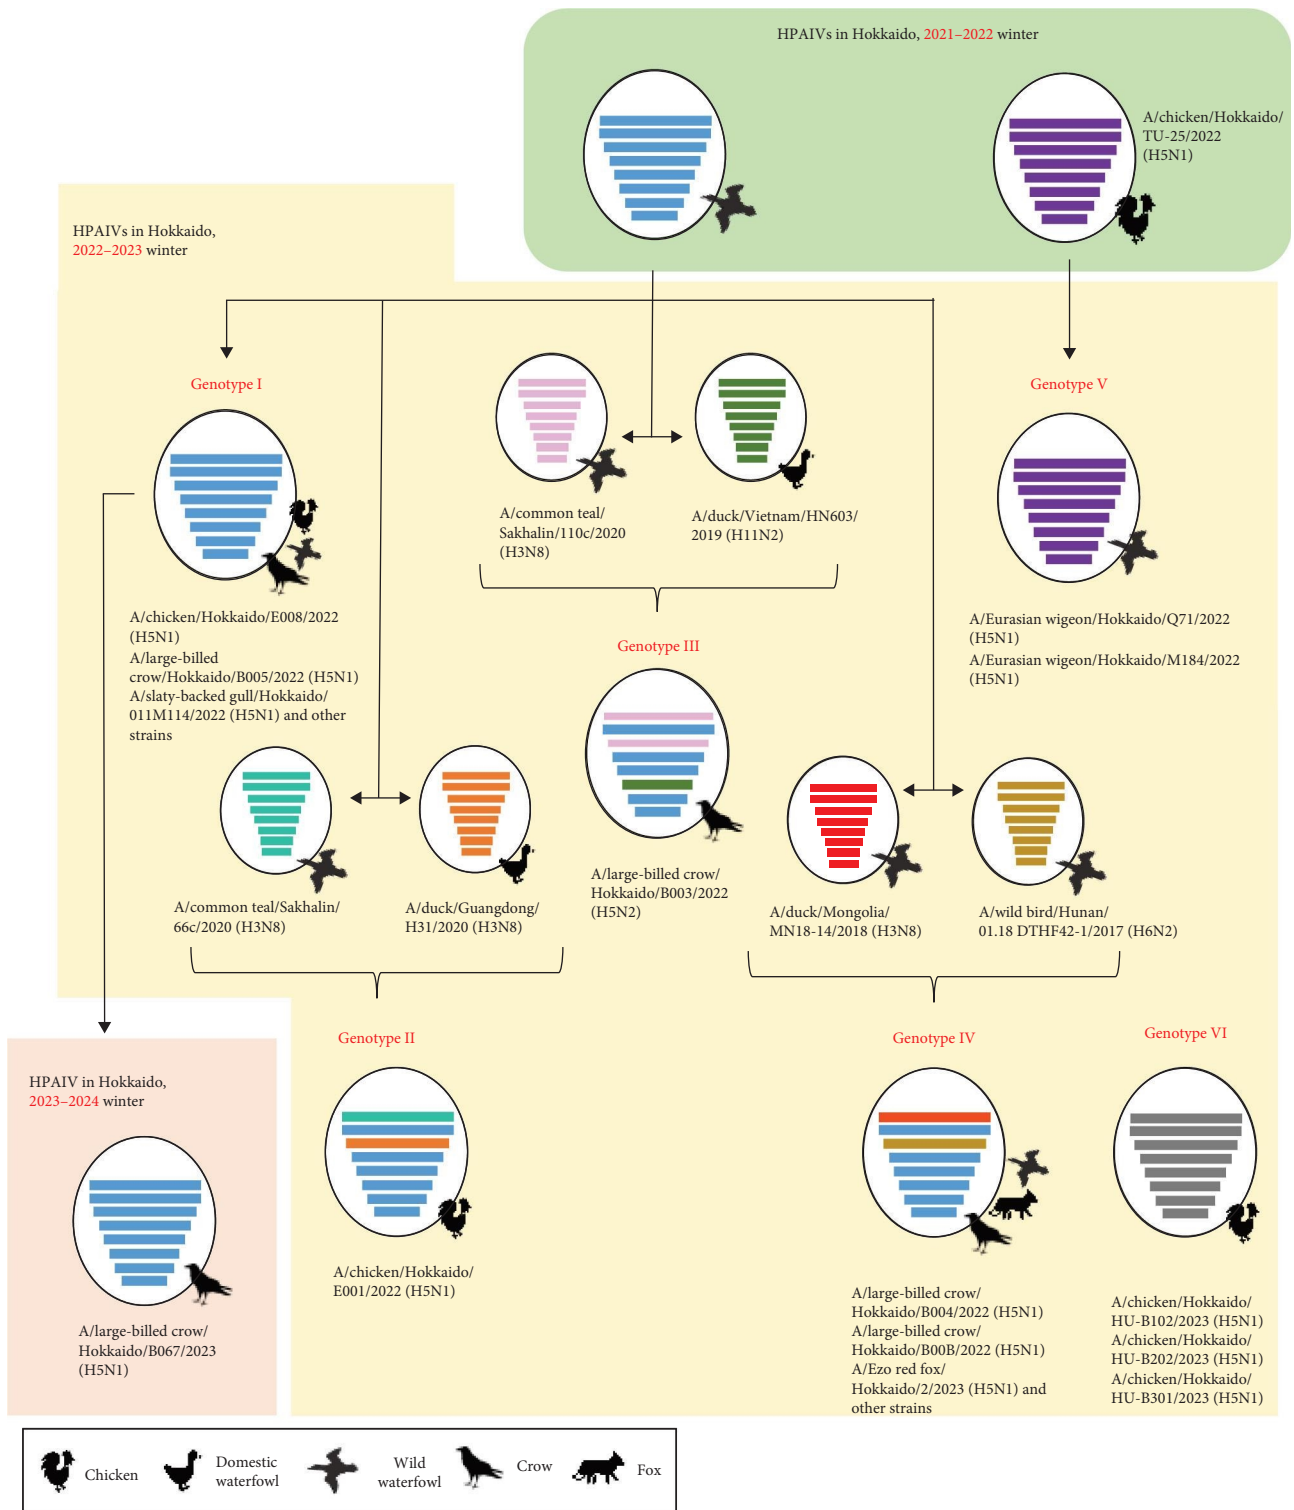 HPAIVs in Hokkaido, 2021–2022 winter
A/chicken/Hokkaido/
TU-25/2022
(H5N1)
HPAIVs in Hokkaido,
2022–2023 winter
Genotype I
Genotype V
A/common teal/
Sakhalin/110c/2020
(H3N8)
A/duck/Vietnam/HN603/
2019 (H11N2)
A/chicken/Hokkaido/E008/2022
(H5N1)
A/large-billed
crow/Hokkaido/B005/2022 (H5N1)
A/slaty-backed gull/Hokkaido/
011M114/2022 (H5N1) and other
strains
A/Eurasian wigeon/Hokkaido/Q71/2022
(H5N1)
A/Eurasian wigeon/Hokkaido/M184/2022
(H5N1)
Genotype III
A/common teal/Sakhalin/
66c/2020 (H3N8)
A/duck/Guangdong/
H31/2020 (H3N8)
A/large-billed crow/
Hokkaido/B003/2022
(H5N2)
A/duck/Mongolia/
MN18-14/2018 (H3N8)
A/wild bird/Hunan/
01.18 DTHF42-1/2017 (H6N2)
Genotype II
Genotype IV
Genotype VI
HPAIV in Hokkaido,
2023–2024 winter
A/large-billed crow/
Hokkaido/B067/2023
(H5N1)
A/chicken/Hokkaido/
E001/2022 (H5N1)
A/large-billed crow/
Hokkaido/B004/2022 (H5N1)
A/large-billed crow/
Hokkaido/B00B/2022 (H5N1)
A/Ezo red fox/
Hokkaido/2/2023 (H5N1) and
other strains
A/chicken/Hokkaido/
HU-B102/2023 (H5N1)
A/chicken/Hokkaido/
HU-B202/2023 (H5N1)
A/chicken/Hokkaido/
HU-B301/2023 (H5N1)
Chicken
Domestic
waterfowl
Wild
waterfowl
Crow
Fox